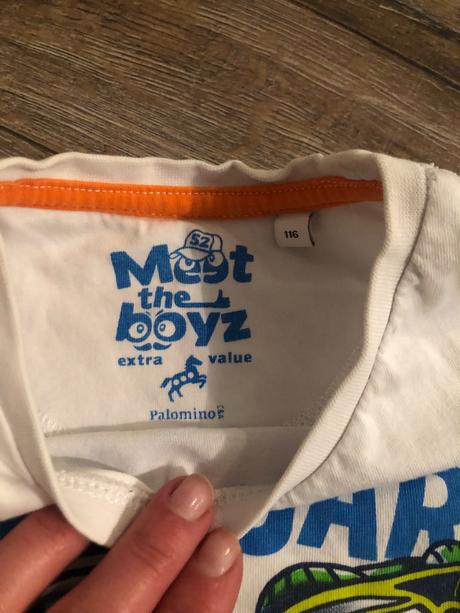 52
116
Meet
the
boyz
extra value
Palomino C&A